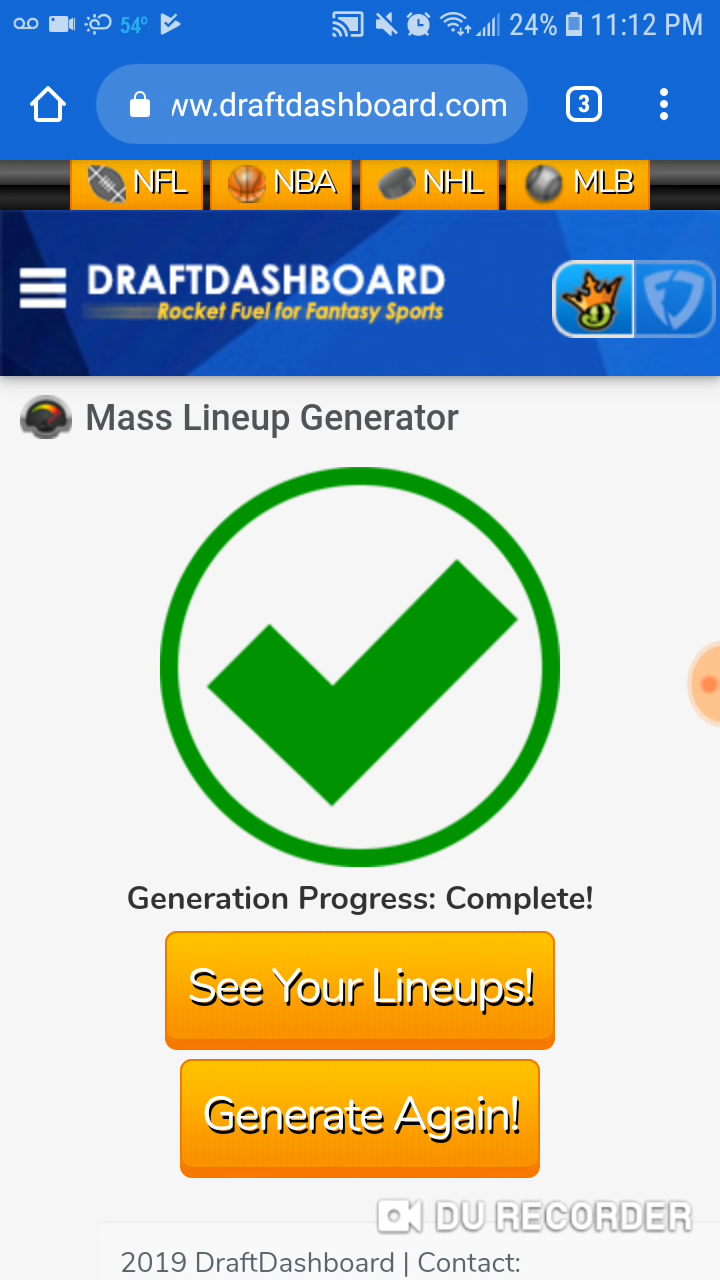 54° 24% 11:12 PM
ww.draftdashboard.com 3
NFL NBA NHL MLB
DRAFTDASHBOARD
Rocket Fuel for Fantasy Sports
Mass Lineup Generator
Generation Progress: Complete!
See Your Lineups!
Generate Again!
DU RECORDER
2019 DraftDashboard | Contact: